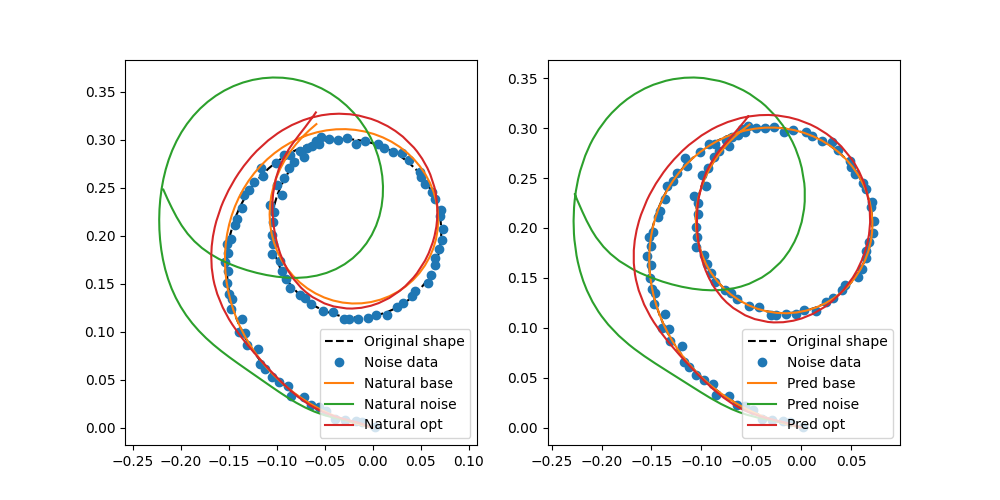 0.35
0.30
0.25
0.20
0.15
0.10
0.05
0.00
−0.25 −0.20 −0.15 −0.10 −0.05 0.00 0.05 0.10
Original shape
Noise data
Natural base
Natural noise
Natural opt
0.35
0.30
0.25
0.20
0.15
0.10
0.05
0.00
−0.25 −0.20 −0.15 −0.10 −0.05 0.00 0.05
Original shape
Noise data
Pred base
Pred noise
Pred opt